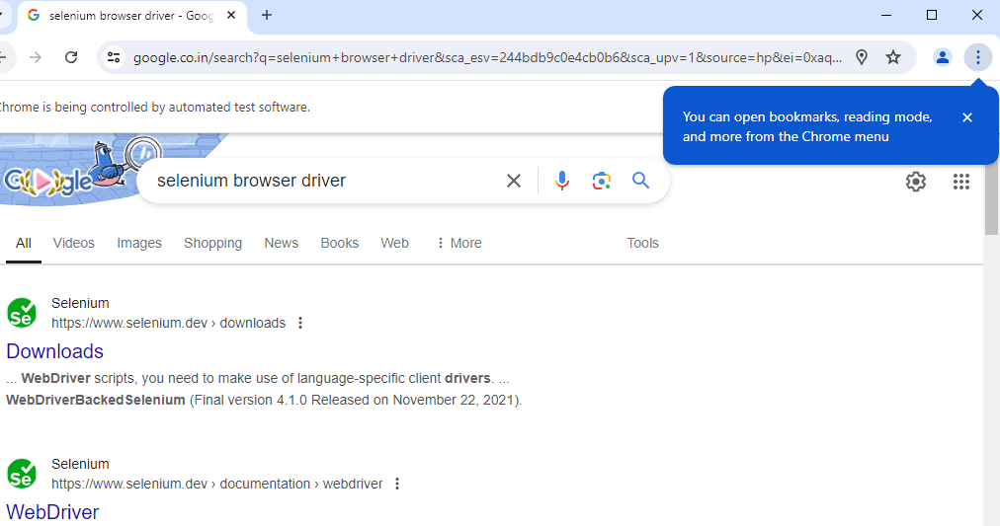 selenium browser driver - Goog
google.co.in/search?q=selenium+browser+driver&sca_esv=244bdb9c0e4cb0b6&sca_upv=1&source=hp&ei=0xaq...
Chrome is being controlled by automated test software.
You can open bookmarks, reading mode,
and more from the Chrome menu
Google
selenium browser driver
All Videos Images Shopping News Books Web More Tools
Selenium
https://www.selenium.dev › downloads
Downloads
... WebDriver scripts, you need to make use of language-specific client drivers. ...
WebDriverBackedSelenium (Final version 4.1.0 Released on November 22, 2021).
Selenium
https://www.selenium.dev › documentation › webdriver
WebDriver